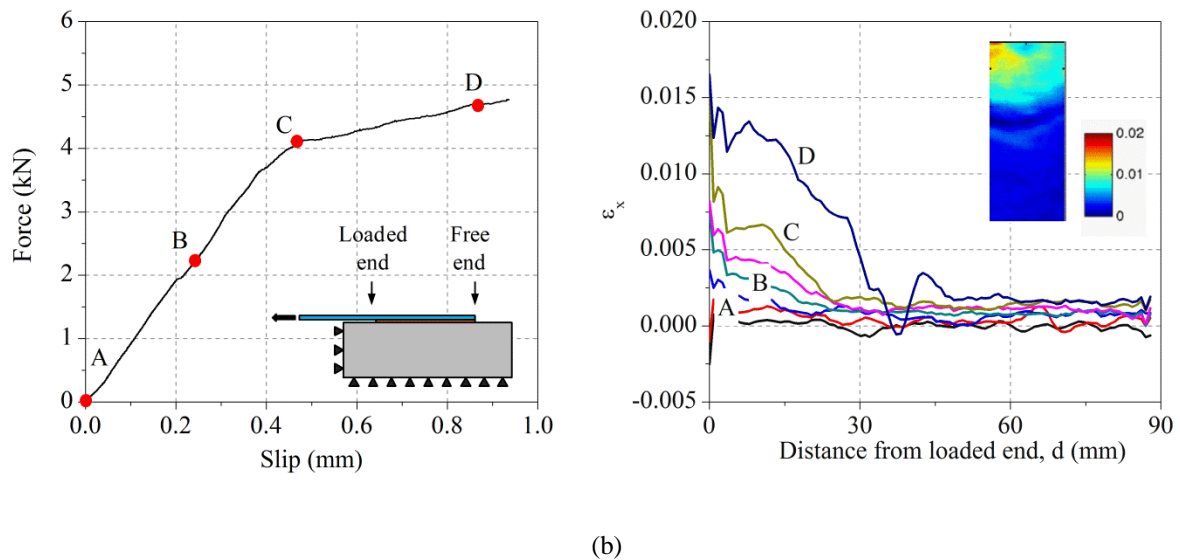 6
5
4
3
2
1
0
Force (kN)
A
B
C
D
Loaded
end
Free
end
0.0 0.2 0.4 0.6 0.8 1.0
Slip (mm)
0.020
0.015
0.010
0.005
0.000
-0.005
εx
D
C
B
A
0.02
0.01
0
0 30 60 90
Distance from loaded end, d (mm)
(b)